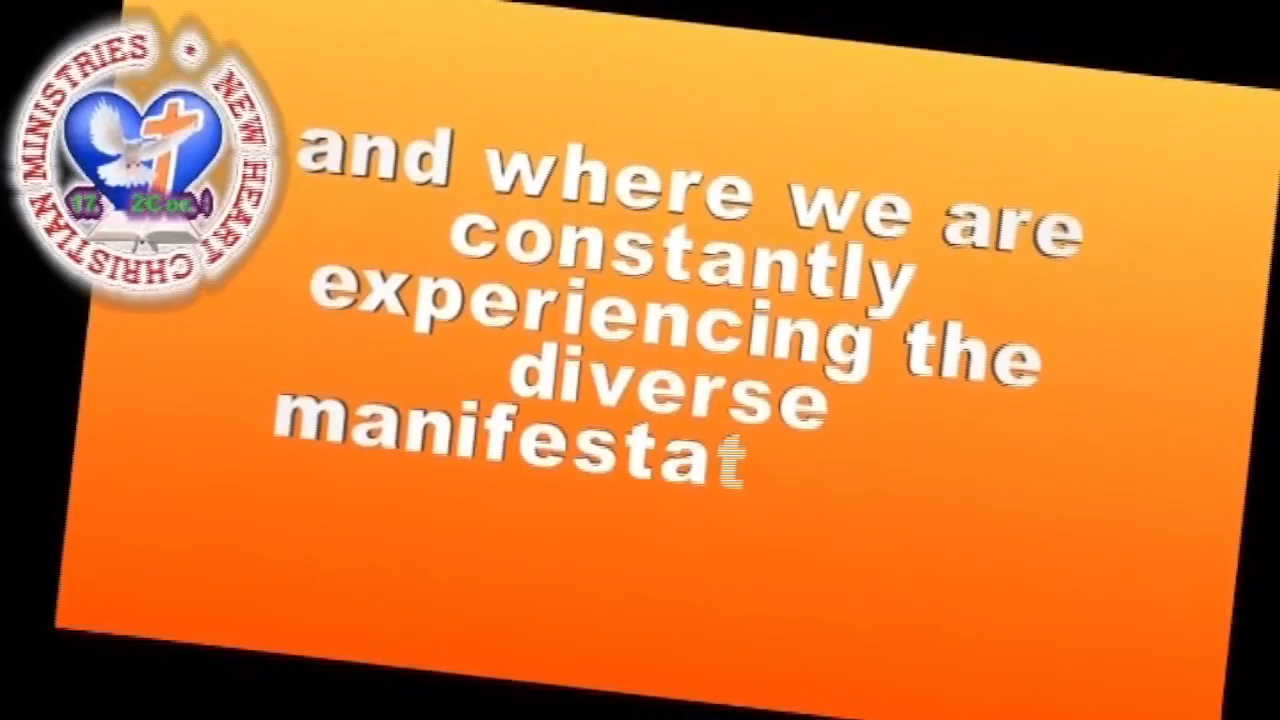 NEW HEART CHRISTIAN MINISTRIES
and where we are
constantly
experiencing the
diverse
manifestat